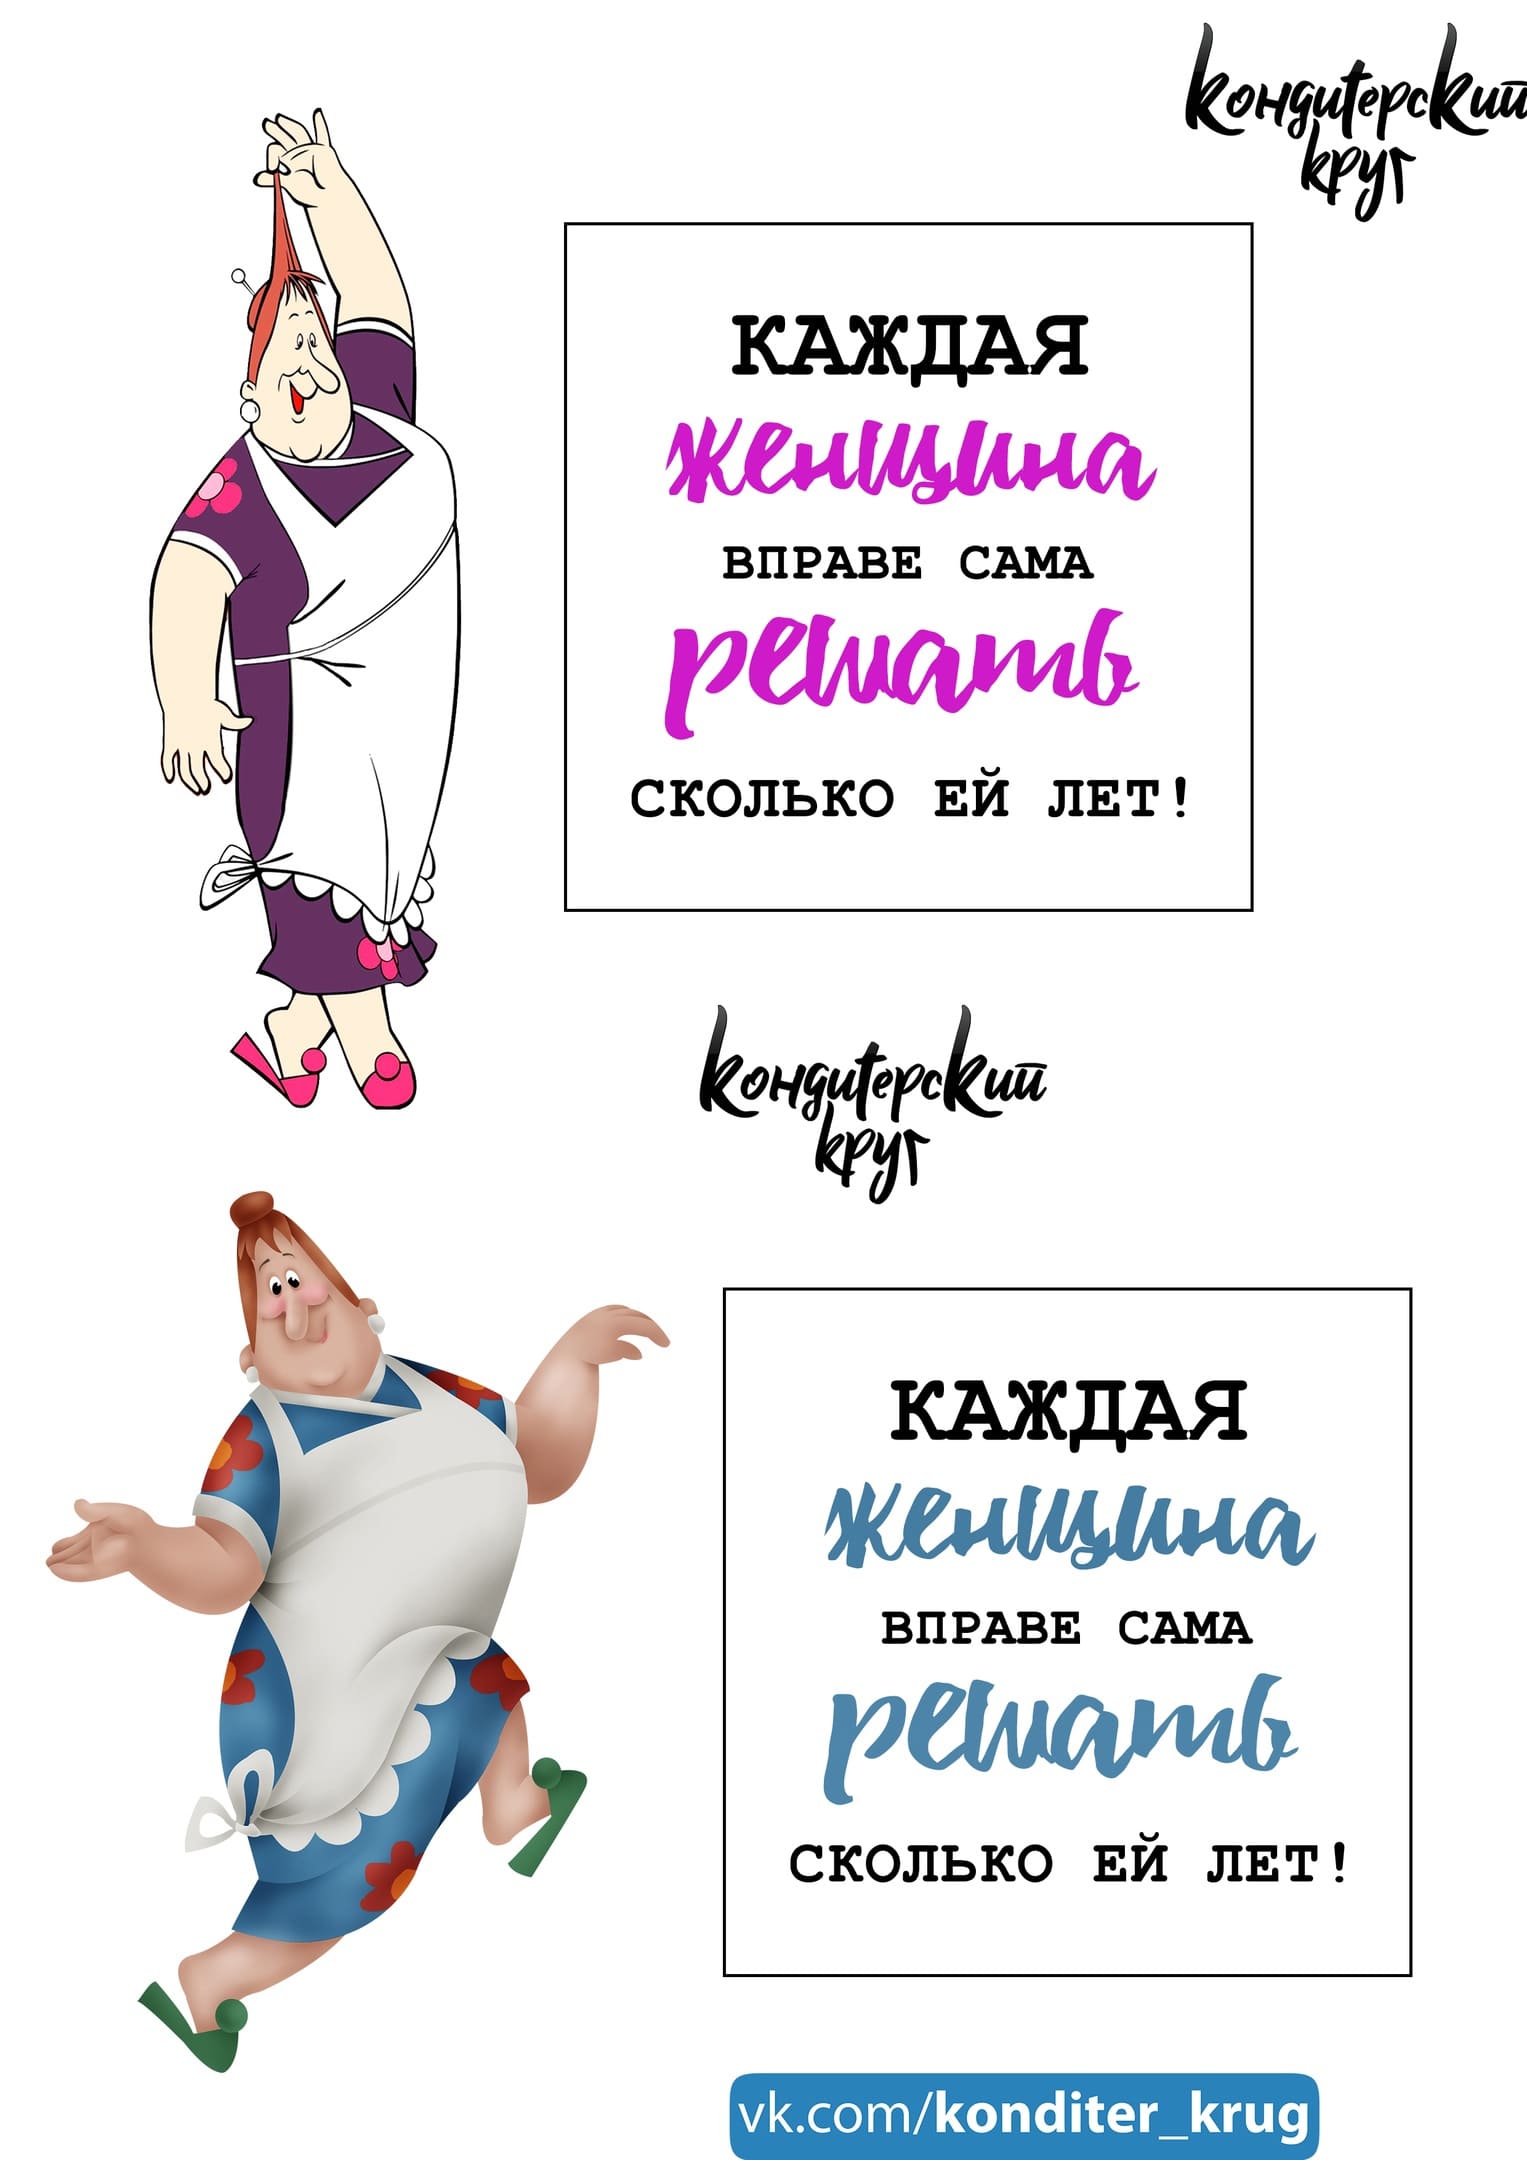 кондитерский
круг
КАЖДАЯ
женщина
ВПРАВЕ САМА
решать
СКОЛЬКО ЕЙ ЛЕТ!
кондитерский
круг
КАЖДАЯ
женщина
ВПРАВЕ САМА
решать
СКОЛЬКО ЕЙ ЛЕТ!
vk.com/konditer_krug